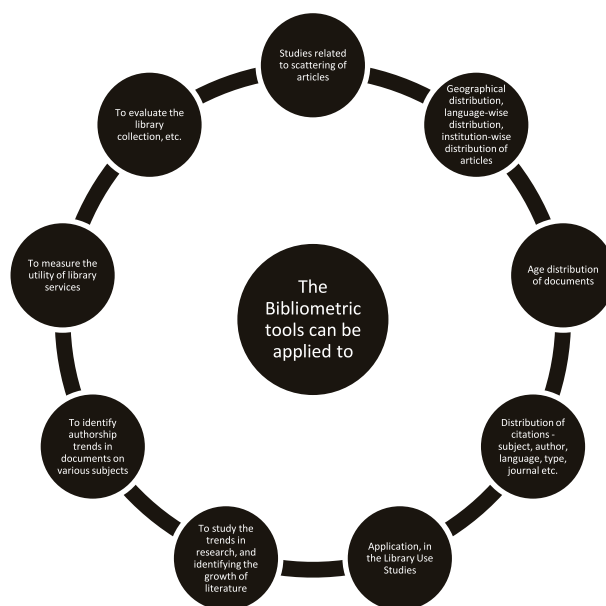 Studies related
to scattering of
articles
Geographical
distribution,
language-wise
distribution,
institution-wise
distribution of
articles
Age distribution
of documents
Distribution of
citations -
subject, author,
language, type,
journal etc.
Application, in
the Library Use
Studies
To study the
trends in
research, and
identifying the
growth of
literature
To identify
authorship
trends in
documents on
various subjects
To measure the
utility of library
services
To evaluate the
library
collection, etc.
The
Bibliometric
tools can be
applied to